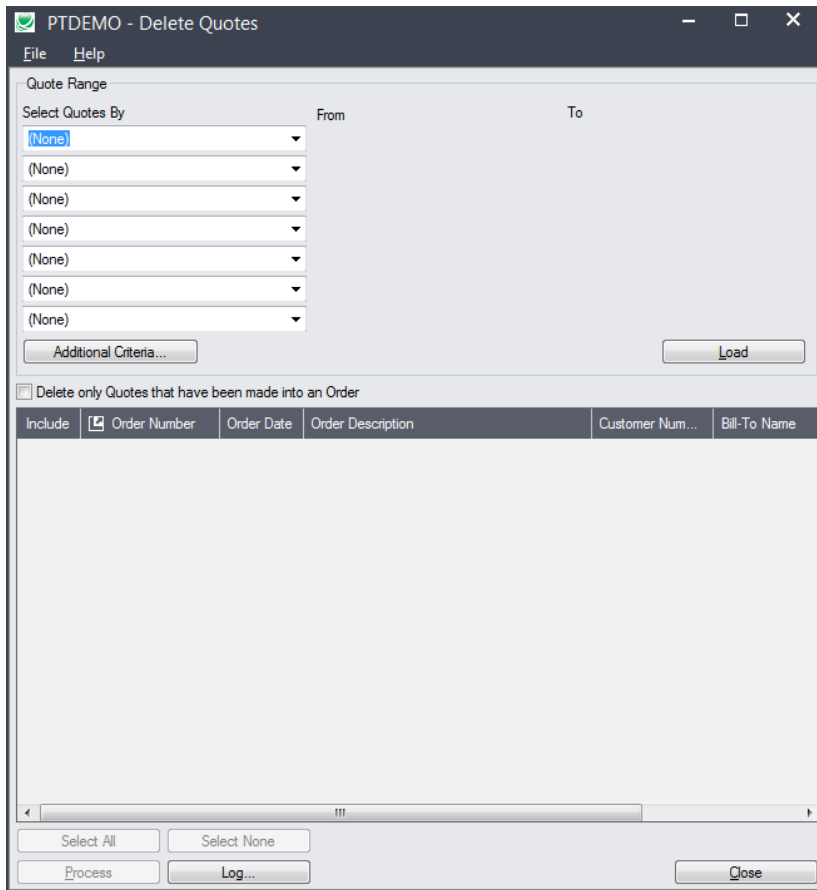 PTDEMO - Delete Quotes
File Help
Quote Range
Select Quotes By From To
(None)
(None)
(None)
(None)
(None)
(None)
(None)
Additional Criteria... Load
Delete only Quotes that have been made into an Order
Include Order Number Order Date Order Description Customer Num... Bill-To Name
Select All Select None
Process Log... Close